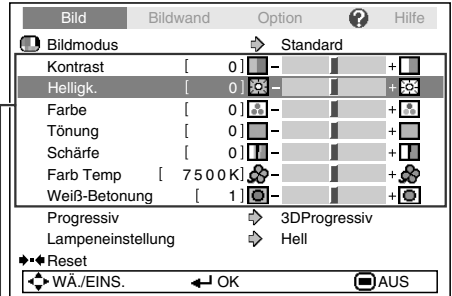 Bild Bildwand Option ? Hilfe
Bildmodus Standard
Kontrast [ 0] - +
Helligk. [ 0] - +
Farbe [ 0] - +
Tönung [ 0] - +
Schärfe [ 0] - +
Farb Temp [ 7500K] - +
Weiß-Betonung [ 1] - +
Progressiv 3DProgressiv
Lampeneinstellung Hell
Reset
WÄ./EINS. OK AUS